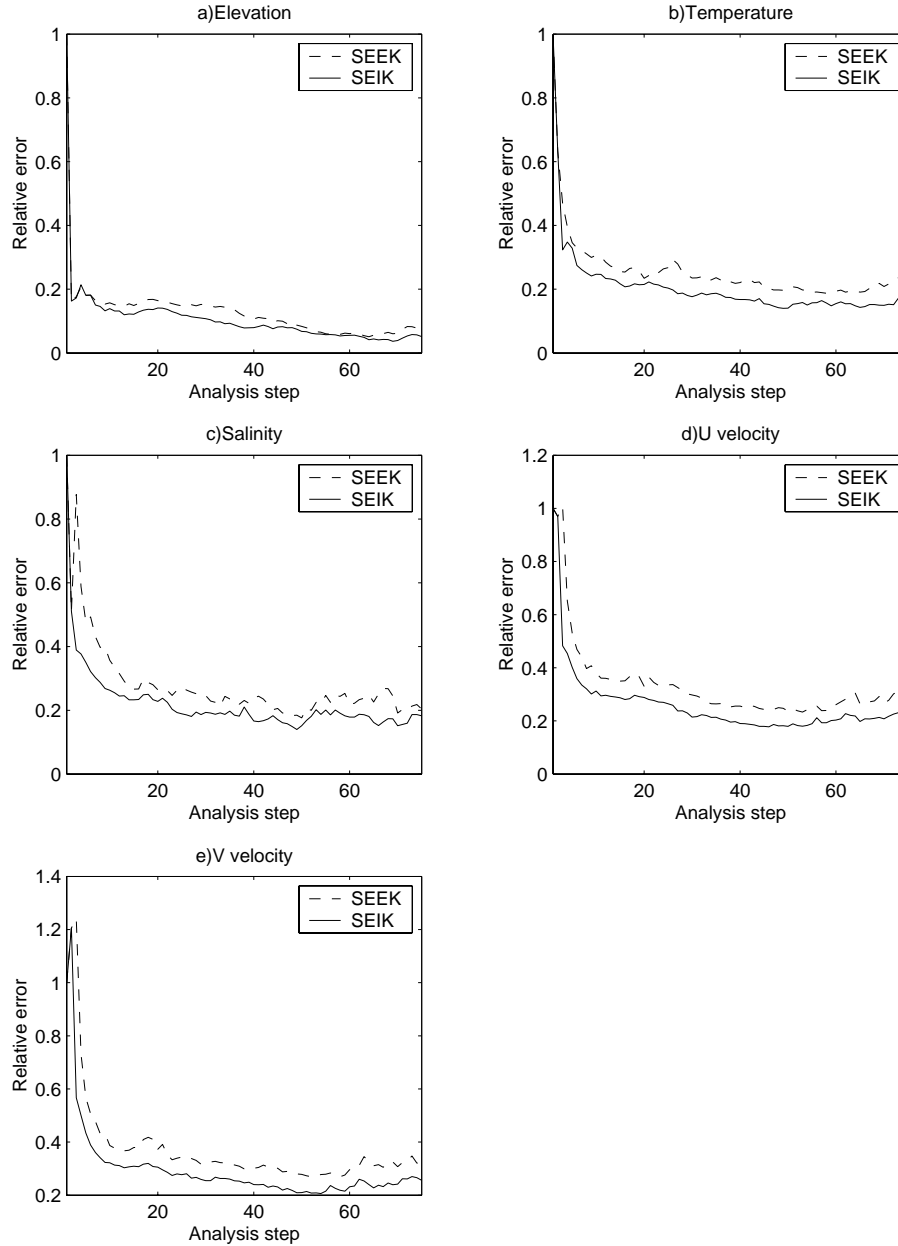 a)Elevation
1
0.8
0.6
0.4
0.2
0
Relative error
20
40
60
Analysis step
SEEK
SEIK
b)Temperature
1
0.8
0.6
0.4
0.2
0
Relative error
20
40
60
Analysis step
SEEK
SEIK
c)Salinity
1
0.8
0.6
0.4
0.2
0
Relative error
20
40
60
Analysis step
SEEK
SEIK
d)U velocity
1.2
1
0.8
0.6
0.4
0.2
0
Relative error
20
40
60
Analysis step
SEEK
SEIK
e)V velocity
1.4
1.2
1
0.8
0.6
0.4
0.2
Relative error
20
40
60
Analysis step
SEEK
SEIK